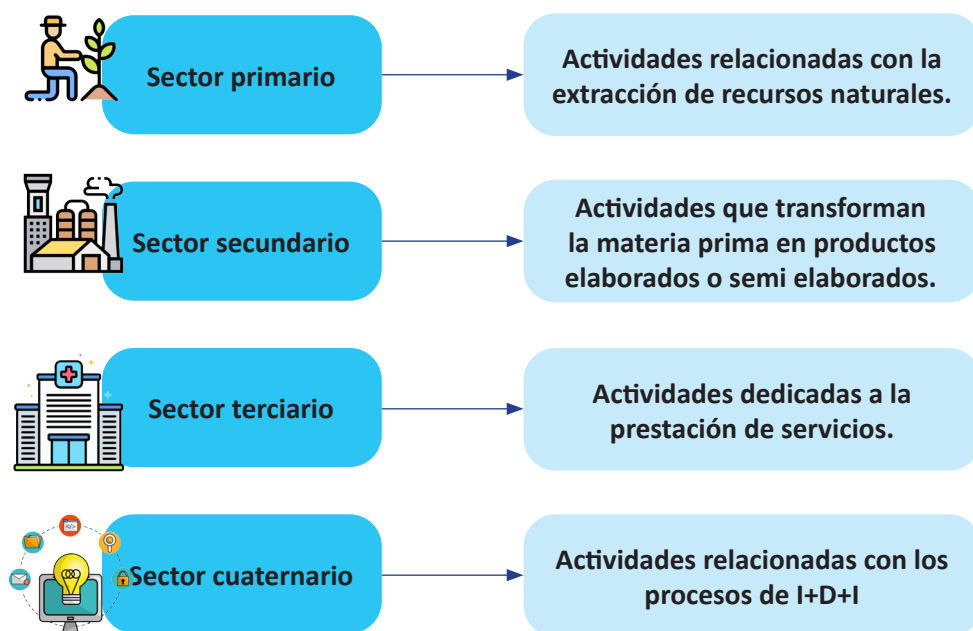 Sector primario
Actividades relacionadas con la
extracción de recursos naturales.
Sector secundario
Actividades que transforman
la materia prima en productos
elaborados o semi elaborados.
Sector terciario
Actividades dedicadas a la
prestación de servicios.
Sector cuaternario
Actividades relacionadas con los
procesos de I+D+I